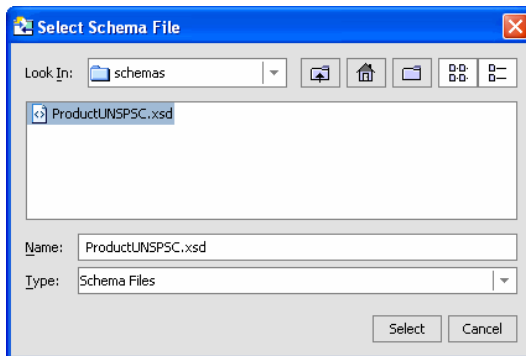 Select Schema File
Look In: schemas
ProductUNSPSC.xsd
Name: ProductUNSPSC.xsd
Type: Schema Files
Select Cancel